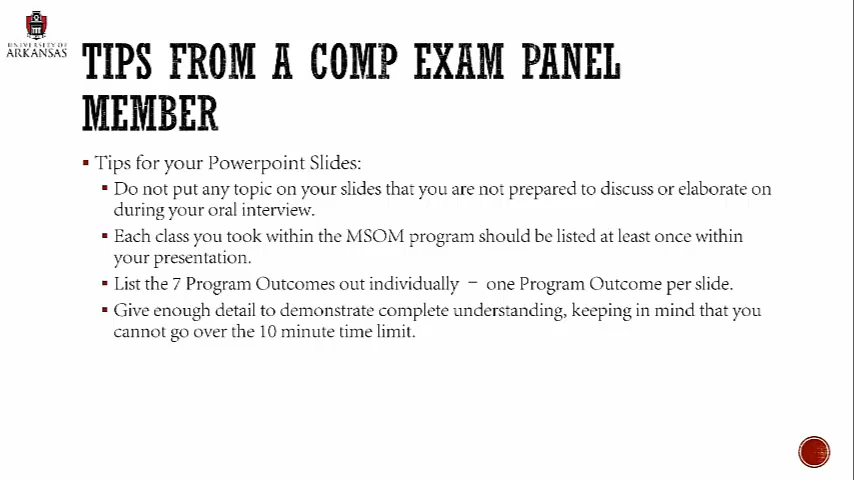 UNIVERSITY OF
ARKANSAS
TIPS FROM A COMP EXAM PANEL
MEMBER
Tips for your Powerpoint Slides:
Do not put any topic on your slides that you are not prepared to discuss or elaborate on
during your oral interview.
Each class you took within the MSOM program should be listed at least once within
your presentation.
List the 7 Program Outcomes out individually – one Program Outcome per slide.
Give enough detail to demonstrate complete understanding, keeping in mind that you
cannot go over the 10 minute time limit.